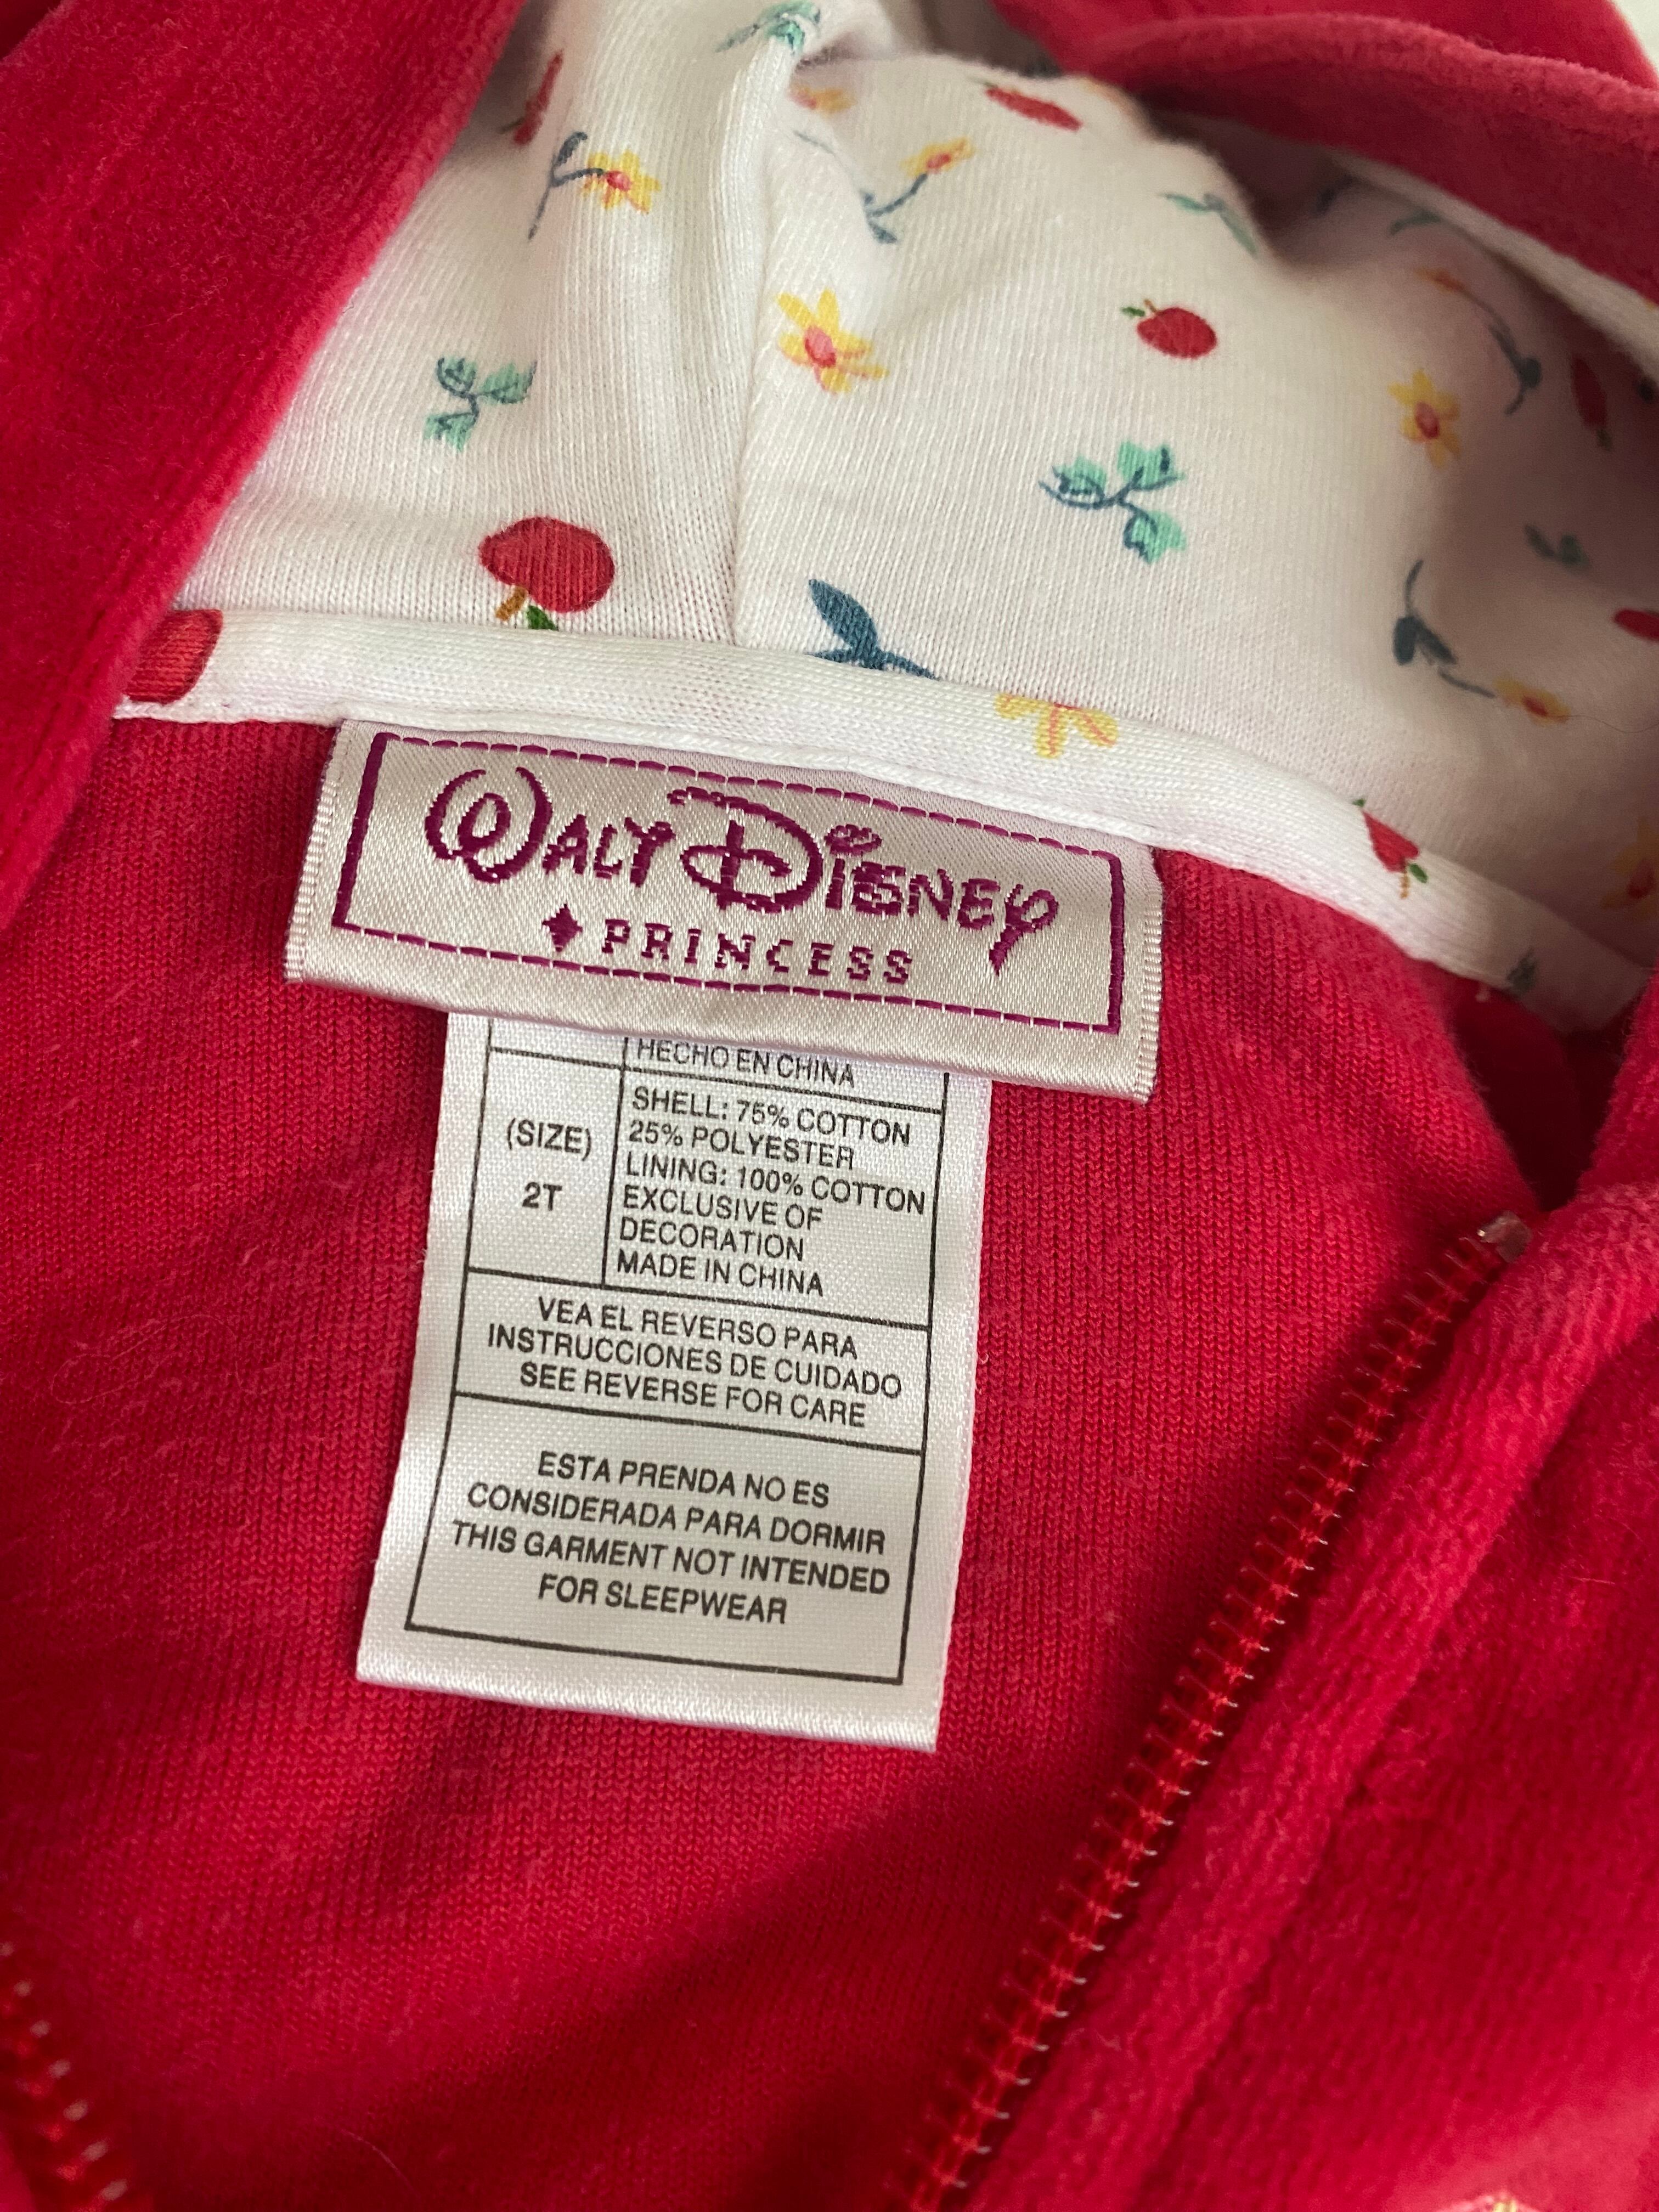 WALT DISNEY
PRINCESS
HECHO EN CHINA
(SIZE)
2T
SHELL: 75% COTTON
25% POLYESTER
LINING: 100% COTTON
EXCLUSIVE OF
DECORATION
MADE IN CHINA
VEA EL REVERSO PARA
INSTRUCCIONES DE CUIDADO
SEE REVERSE FOR CARE
ESTA PRENDA NO ES
CONSIDERADA PARA DORMIR
THIS GARMENT NOT INTENDED
FOR SLEEPWEAR